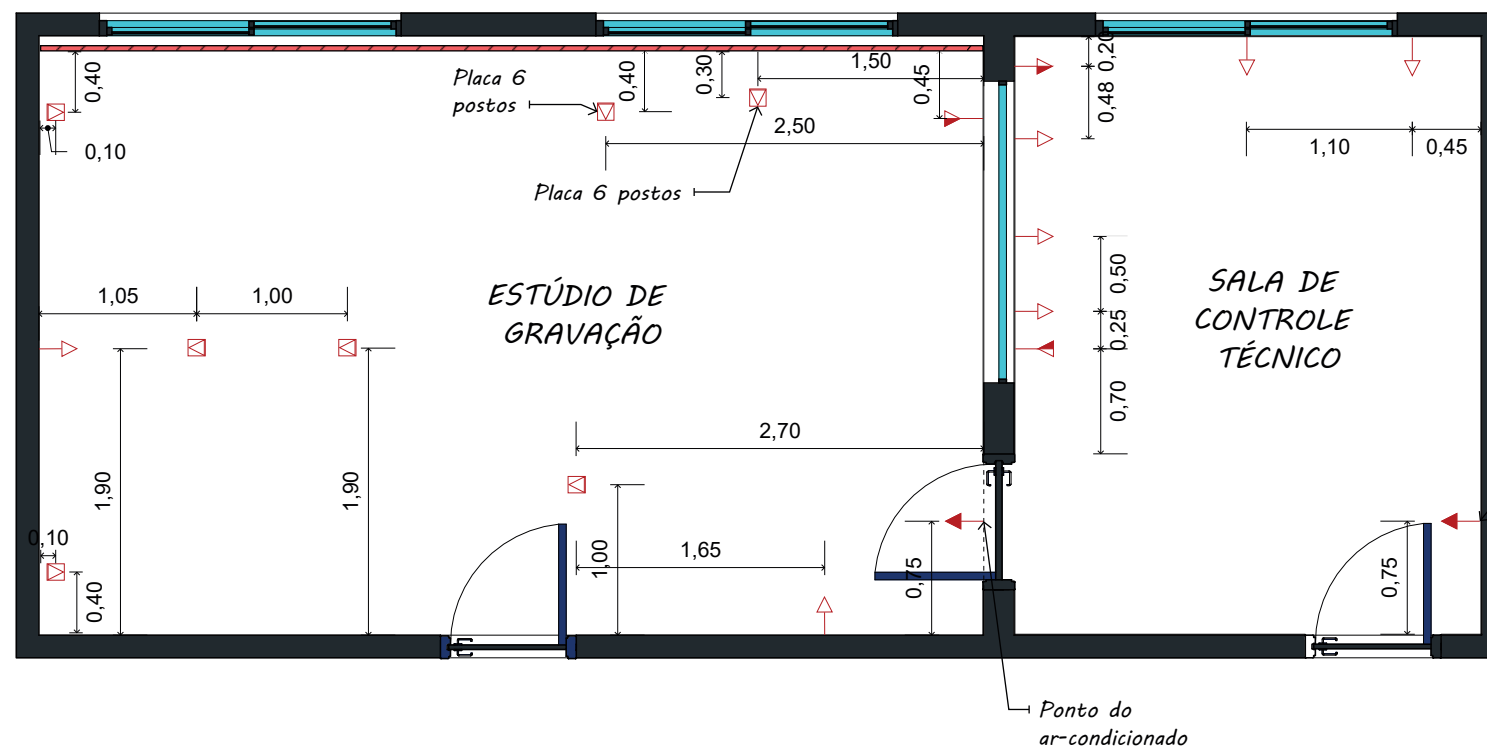 0,40
0,10
Placa 6
postos
0,40
0,30
1,50
0,45
2,50
Placa 6 postos
0,20
0,48
1,10
0,45
1,05
1,00
ESTÚDIO DE
GRAVAÇÃO
0,50
0,25
0,70
SALA DE
CONTROLE
TÉCNICO
1,90
1,90
2,70
0,10
0,40
1,00
1,65
0,75
0,75
Ponto do
ar-condicionado